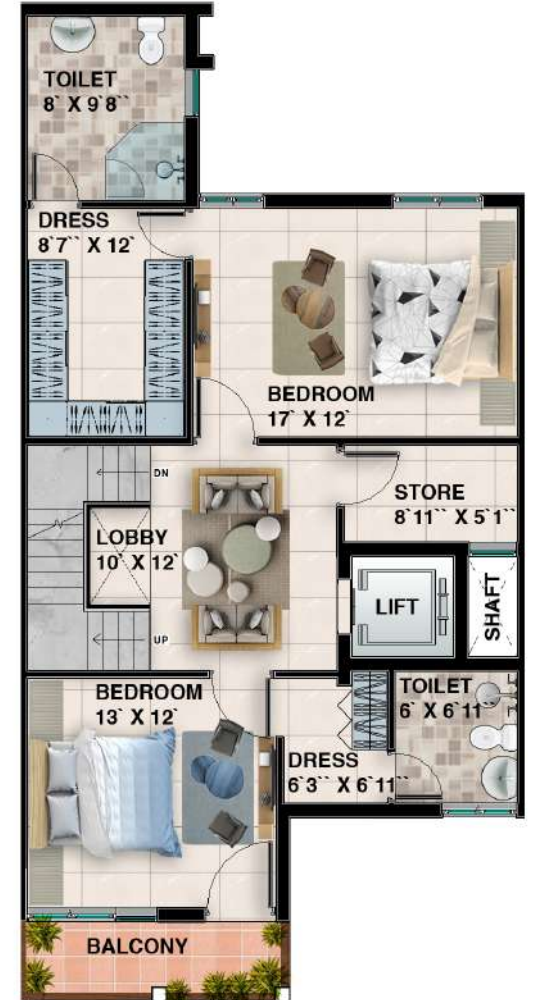 TOILET
8` X 9`8``
DRESS
8`7`` X 12`
BEDROOM
17` X 12`
DN
STORE
8`11`` X 5`1``
LOBBY
10` X 12`
LIFT
SHAFT
UP
BEDROOM
13` X 12`
TOILET
6` X 6`11``
DRESS
6`3`` X 6`11``
BALCONY